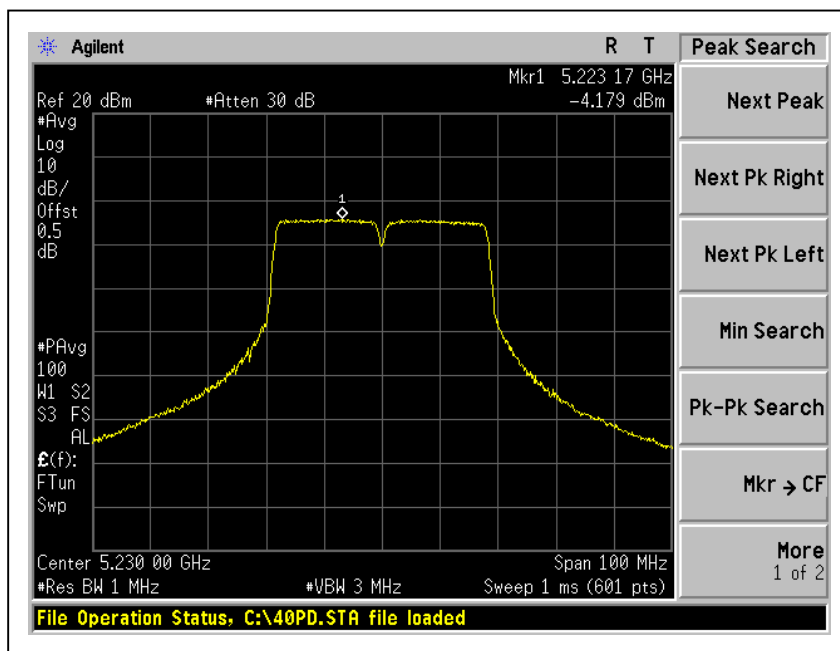 Agilent R T
Peak Search
Mkr1 5.223 17 GHz
Ref 20 dBm #Atten 30 dB -4.179 dBm
#Avg
Log
10
dB/
Offst
0.5
dB
1
#PAvg
100
W1 S2
S3 FS
AL
£(f):
FTun
Swp
Center 5.230 00 GHz Span 100 MHz
#Res BW 1 MHz #VBW 3 MHz Sweep 1 ms (601 pts)
File Operation Status, C:\40PD.STA file loaded
Next Peak
Next Pk Right
Next Pk Left
Min Search
Pk-Pk Search
Mkr → CF
More
1 of 2